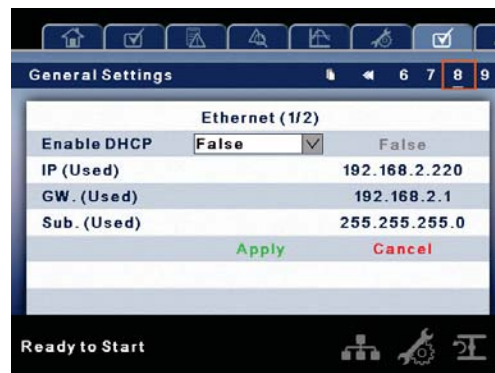 General Settings 6 7 8 9
Ethernet (1/2)
Enable DHCP False False
IP (Used) 192.168.2.220
GW. (Used) 192.168.2.1
Sub. (Used) 255.255.255.0
Apply Cancel
Ready to Start